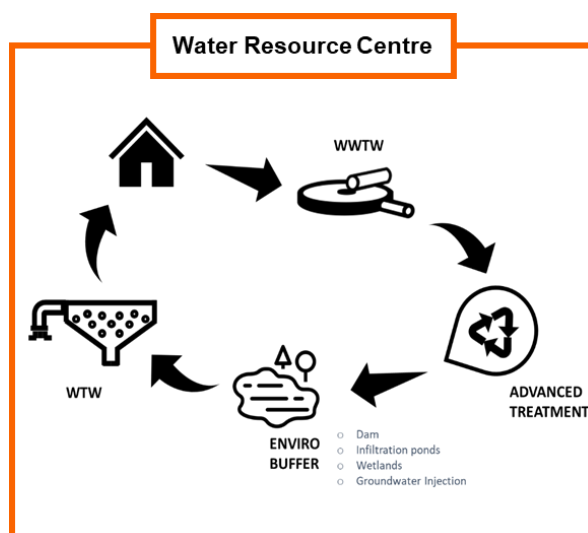 Water Resource Centre
WWTW
ADVANCED
TREATMENT
WTW
ENVIRO
BUFFER
o Dam
o Infiltration ponds
o Wetlands
o Groundwater Injection